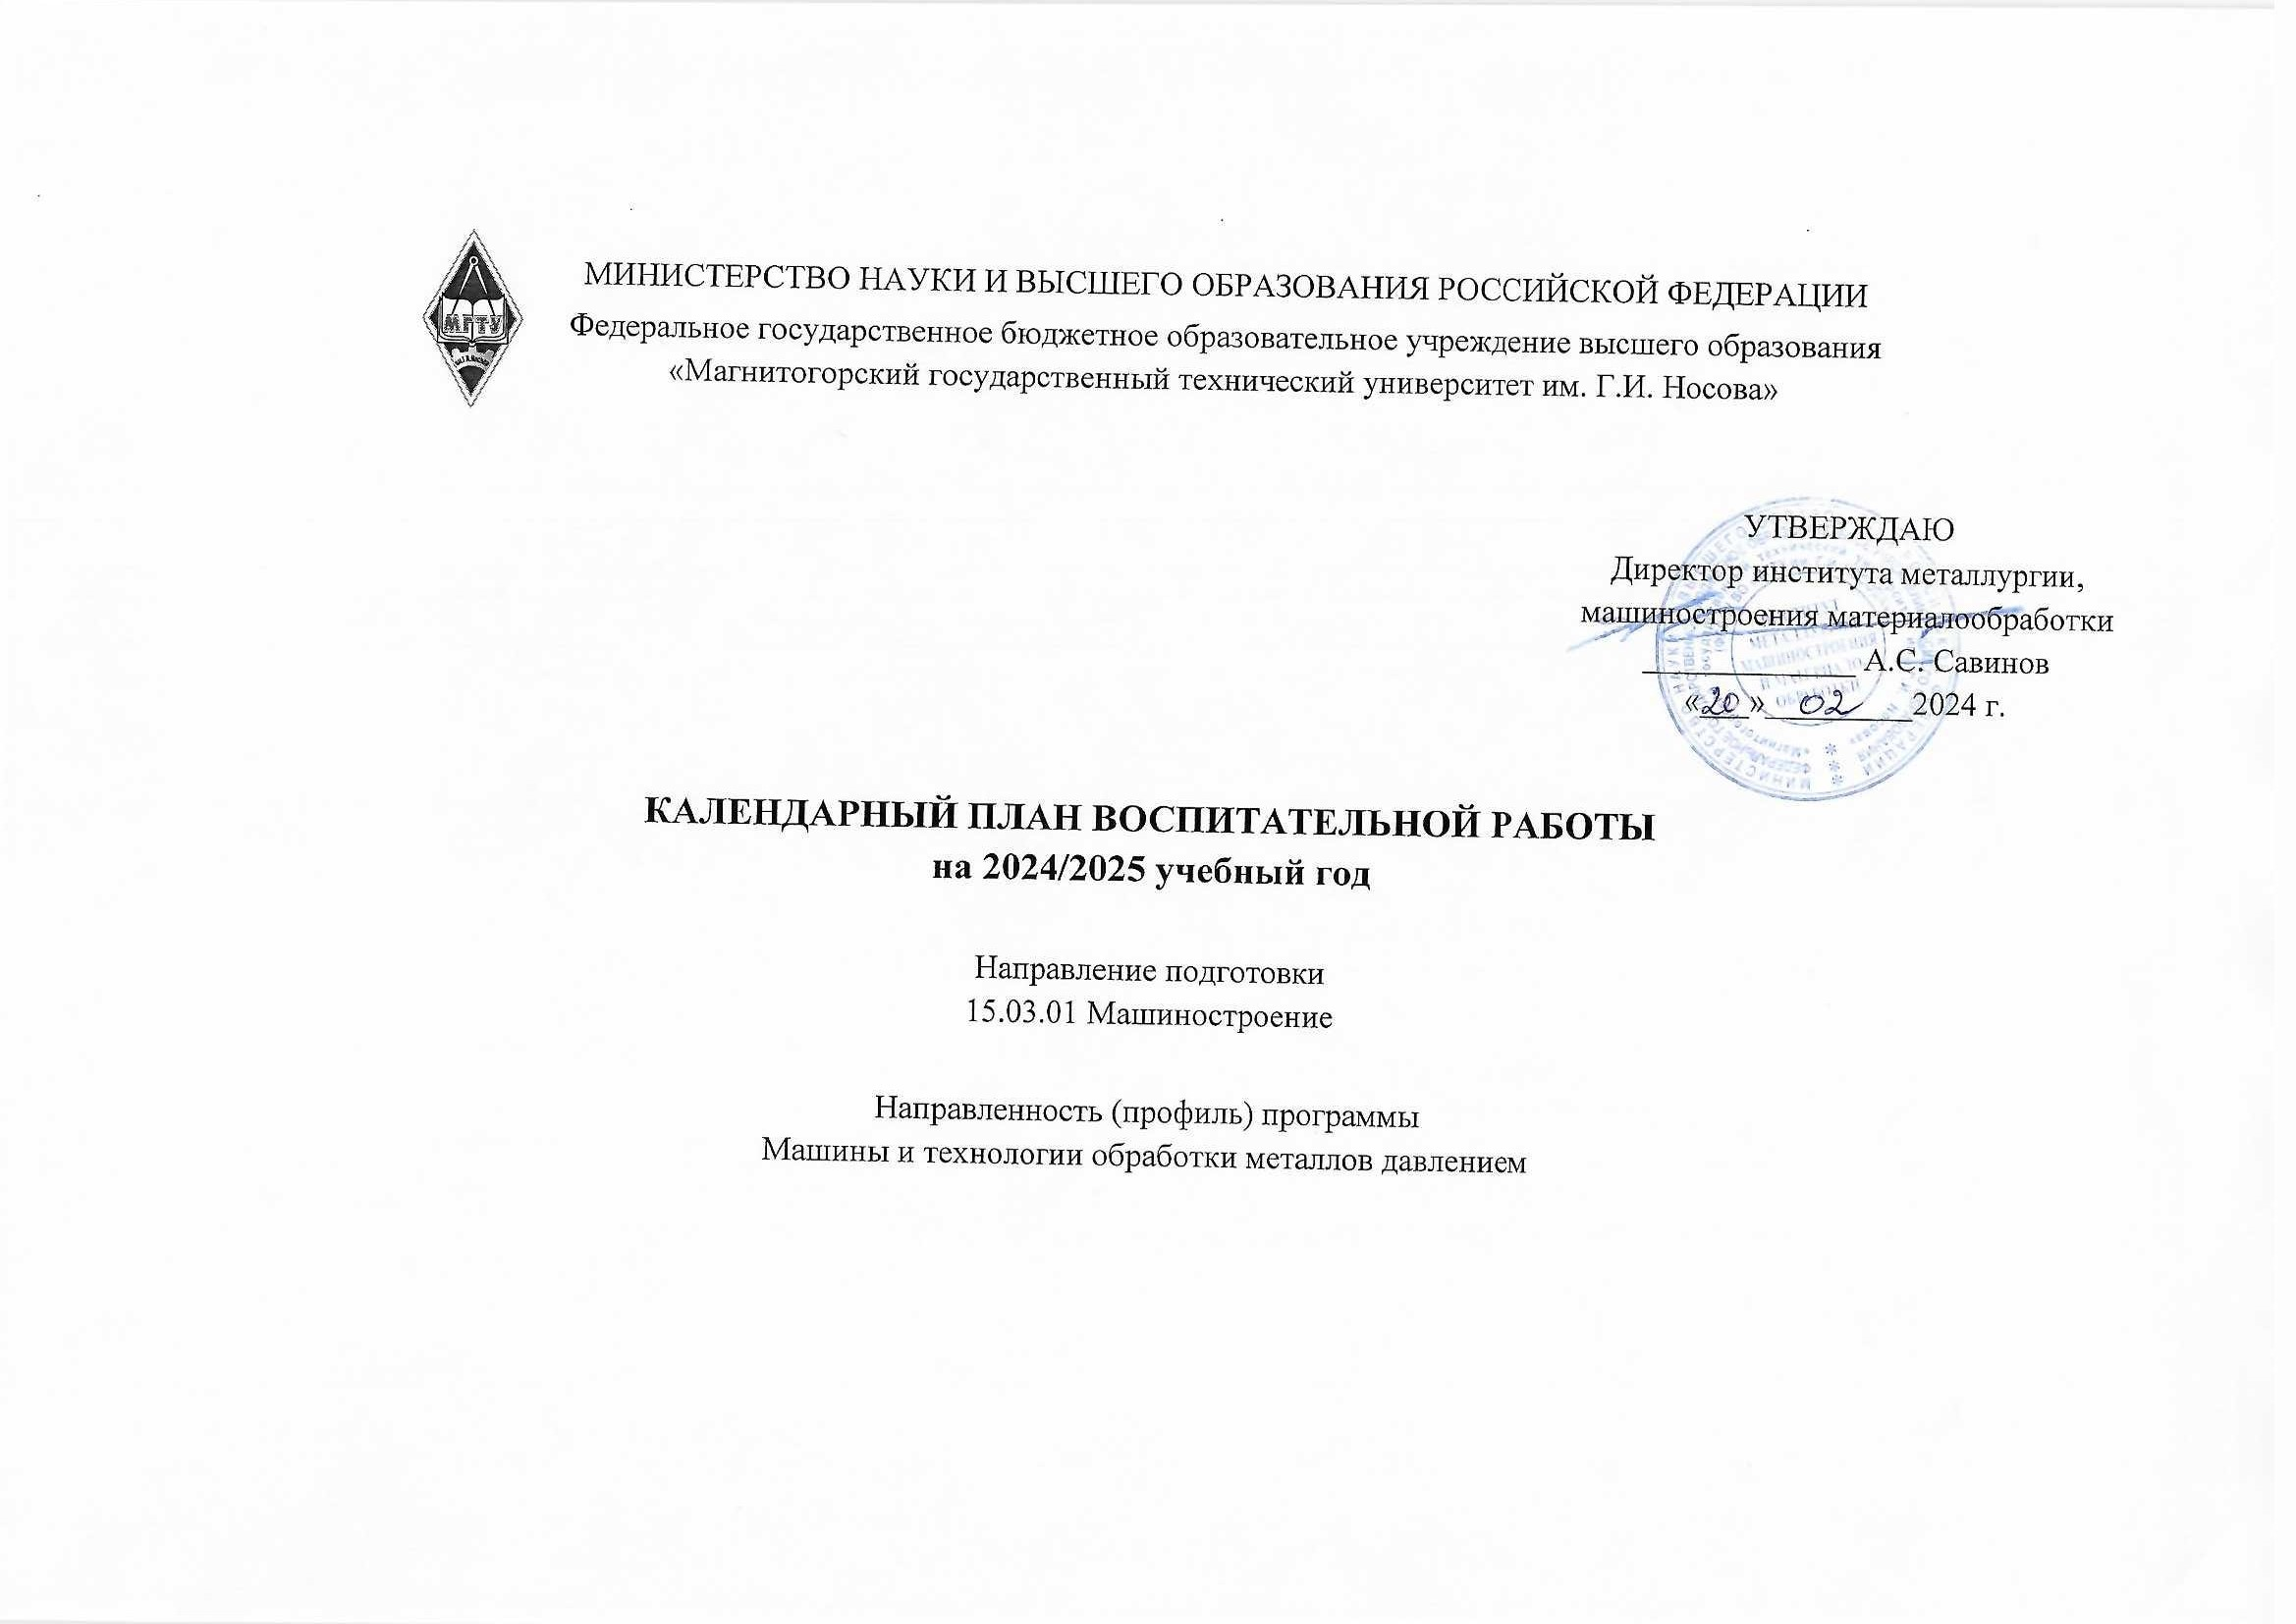 МИНИСТЕРСТВО НАУКИ И ВЫСШЕГО ОБРАЗОВАНИЯ РОССИЙСКОЙ ФЕДЕРАЦИИ
Федеральное государственное бюджетное образовательное учреждение высшего образования
«Магнитогорский государственный технический университет им. Г.И. Носова»
МГТУ
УТВЕРЖДАЮ
Директор института металлургии,
машиностроения материалообработки
_____________ А.С. Савинов
«20» 02 2024 г.
КАЛЕНДАРНЫЙ ПЛАН ВОСПИТАТЕЛЬНОЙ РАБОТЫ
на 2024/2025 учебный год
Направление подготовки
15.03.01 Машиностроение
Направленность (профиль) программы
Машины и технологии обработки металлов давлением